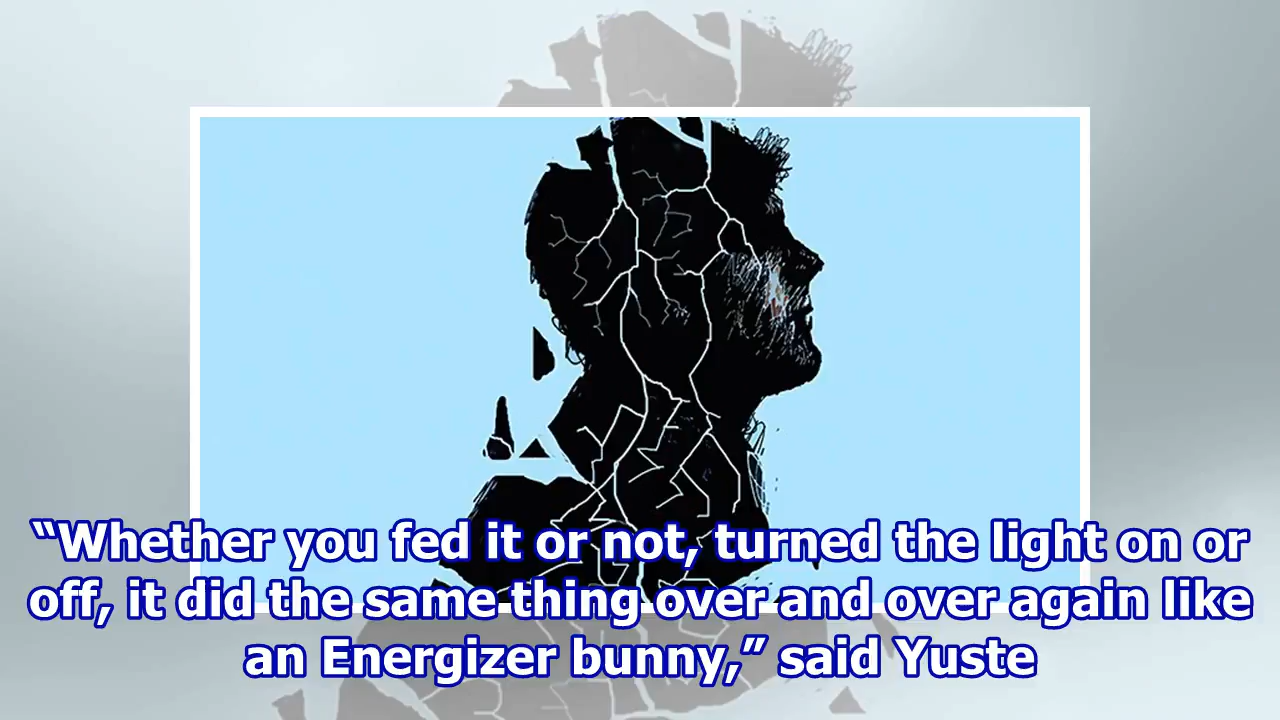 “Whether you fed it or not, turned the light on or
off, it did the same thing over and over again like
an Energizer bunny,” said Yuste